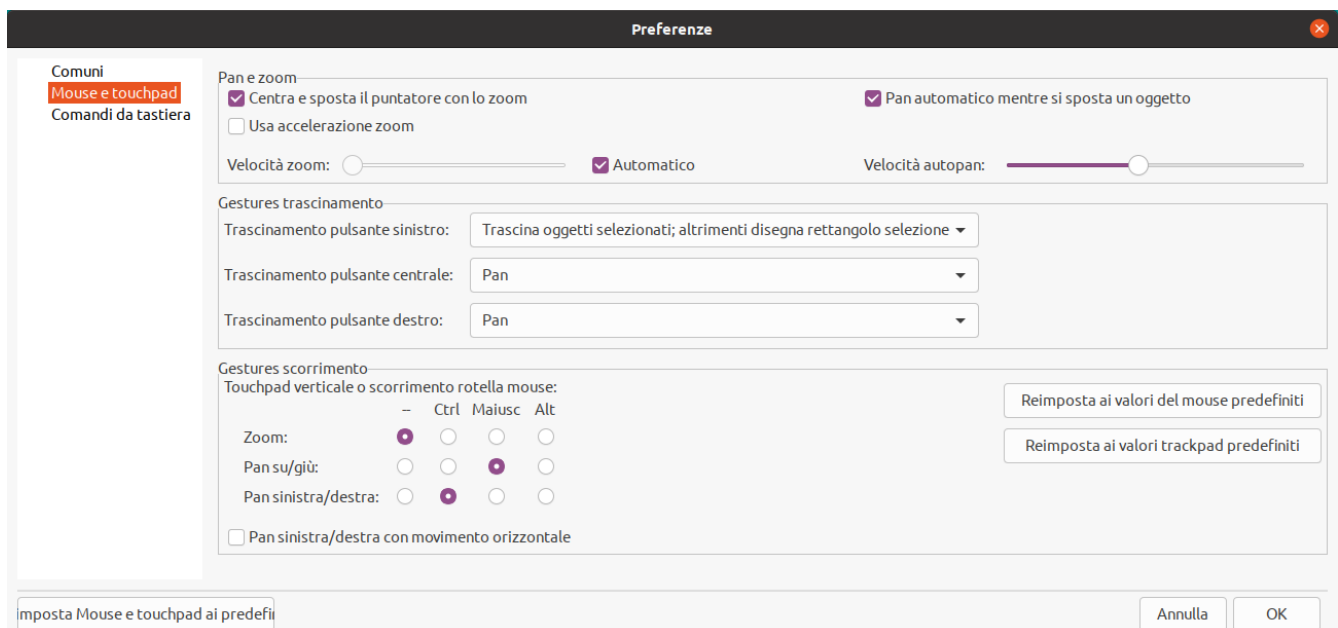 Preferenze
Comuni
Mouse e touchpad
Comandi da tastiera
Pan e zoom
Centra e sposta il puntatore con lo zoom
Pan automatico mentre si sposta un oggetto
Usa accelerazione zoom
Velocità zoom:
Automatico
Velocità autopan:
Gestures trascinamento
Trascinamento pulsante sinistro:
Trascina oggetti selezionati; altrimenti disegna rettangolo selezione
Trascinamento pulsante centrale:
Pan
Trascinamento pulsante destro:
Pan
Gestures scorrimento
Touchpad verticale o scorrimento rotella mouse:
-- Ctrl Maiusc Alt
Zoom:
Pan su/giù:
Pan sinistra/destra:
Pan sinistra/destra con movimento orizzontale
Reimposta ai valori del mouse predefiniti
Reimposta ai valori trackpad predefiniti
imposta Mouse e touchpad ai predefi
Annulla
OK